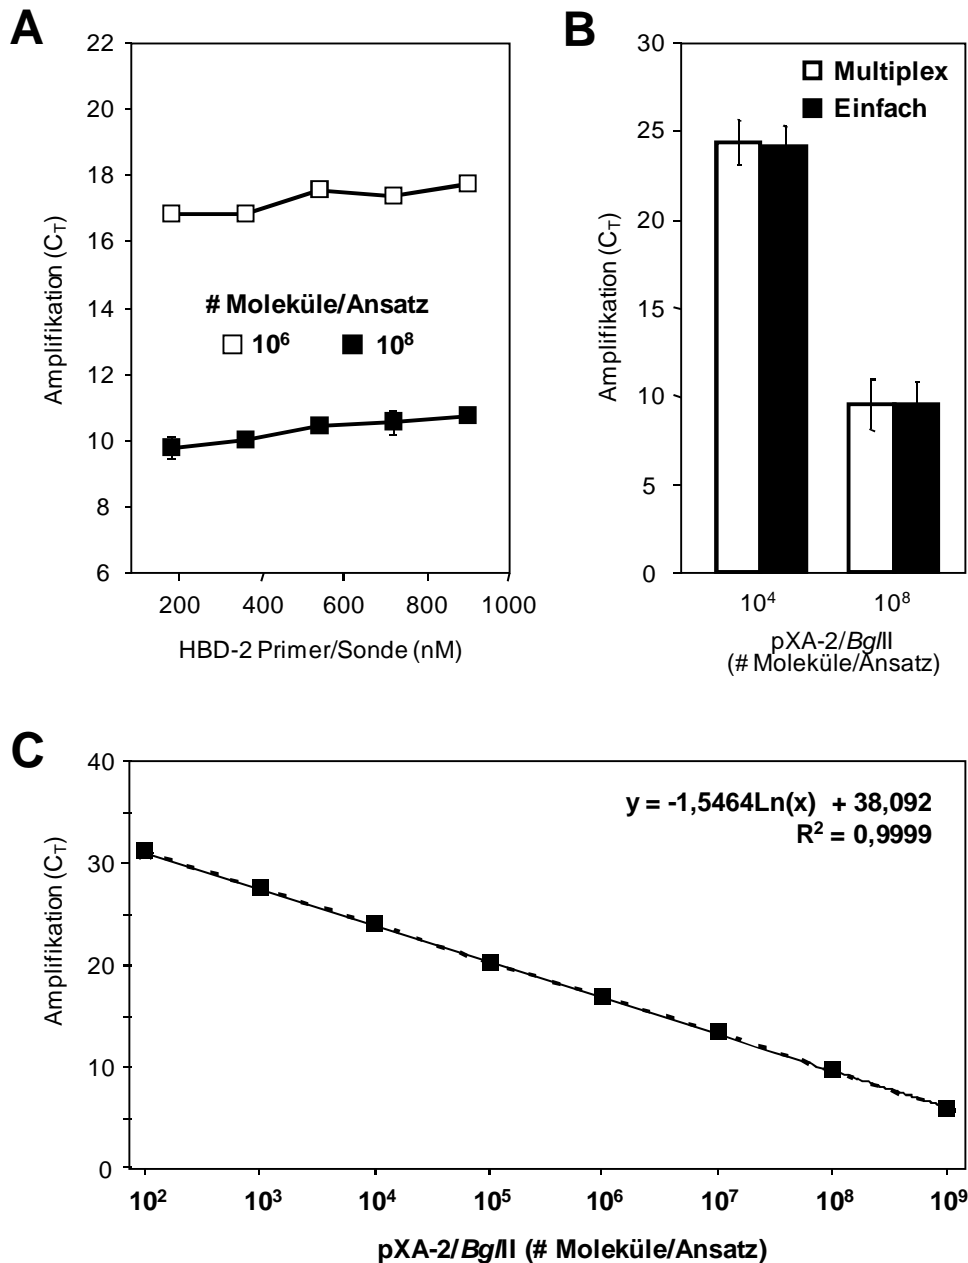 A
22
20
18
16
14
12
10
8
6
Amplifikation (CT)
# Moleküle/Ansatz
10⁶
10⁸
200 400 600 800 1000
HBD-2 Primer/Sonde (nM)
B
30
25
20
15
10
5
0
Amplifikation (CT)
Multiplex
Einfach
10⁴ 10⁸
pXA-2/BglII
(# Moleküle/Ansatz)
C
40
30
20
10
0
Amplifikation (CT)
y = -1,5464Ln(x) + 38,092
R² = 0,9999
10² 10³ 10⁴ 10⁵ 10⁶ 10⁷ 10⁸ 10⁹
pXA-2/BglII (# Moleküle/Ansatz)